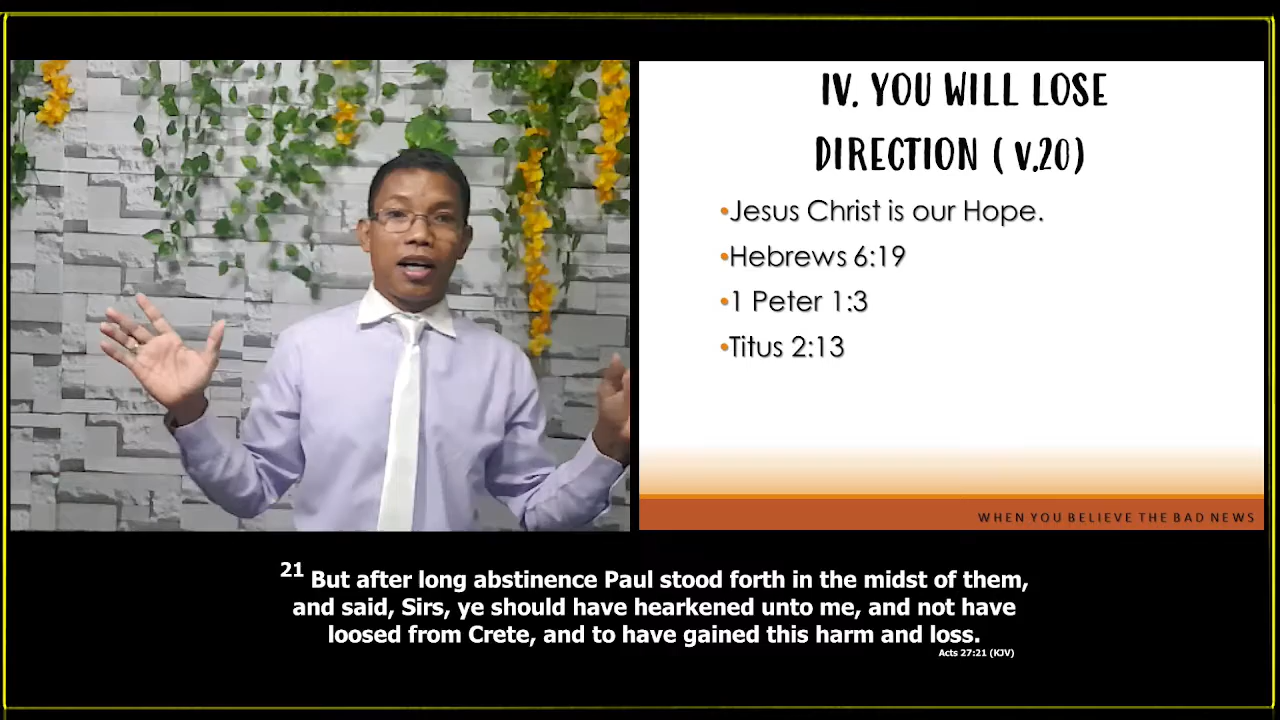 IV. YOU WILL LOSE
DIRECTION ( v.20)
•Jesus Christ is our Hope.
•Hebrews 6:19
•1 Peter 1:3
•Titus 2:13
WHEN YOU BELIEVE THE BAD NEWS
21 But after long abstinence Paul stood forth in the midst of them,
and said, Sirs, ye should have hearkened unto me, and not have
loosed from Crete, and to have gained this harm and loss.
Acts 27:21 (KJV)